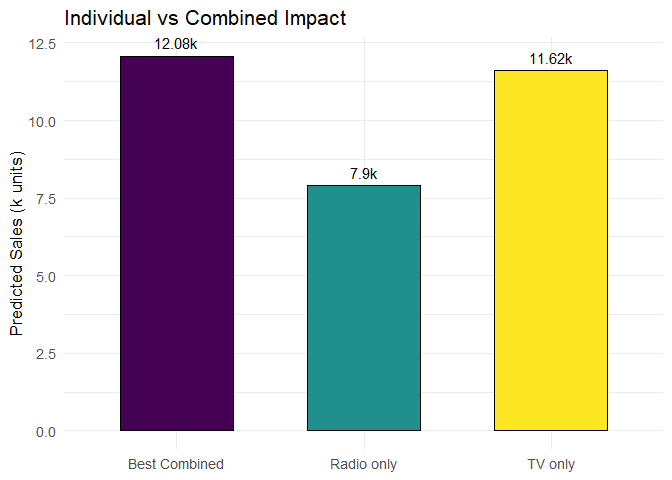 Individual vs Combined Impact
12.08k
7.9k
11.62k
12.5
10.0
7.5
5.0
2.5
0.0
Predicted Sales (k units)
Best Combined
Radio only
TV only